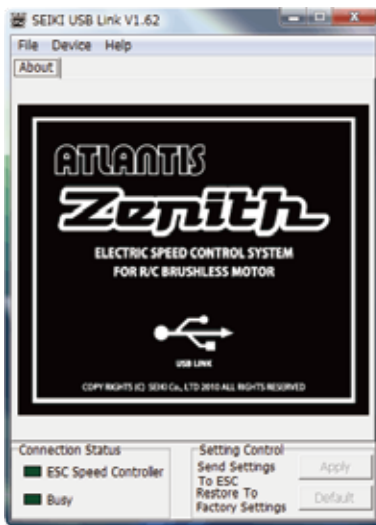 SEIKI USB Link V1.62
File Device Help
About
ATLANTIS
Zenith
ELECTRIC SPEED CONTROL SYSTEM
FOR R/C BRUSHLESS MOTOR
USB LINK
COPY RIGHTS (C) SEIKI Co., LTD 2010 ALL RIGHTS RESERVED
Connection Status
ESC Speed Controller
Busy
Setting Control
Send Settings
To ESC
Apply
Restore To
Factory Settings
Default